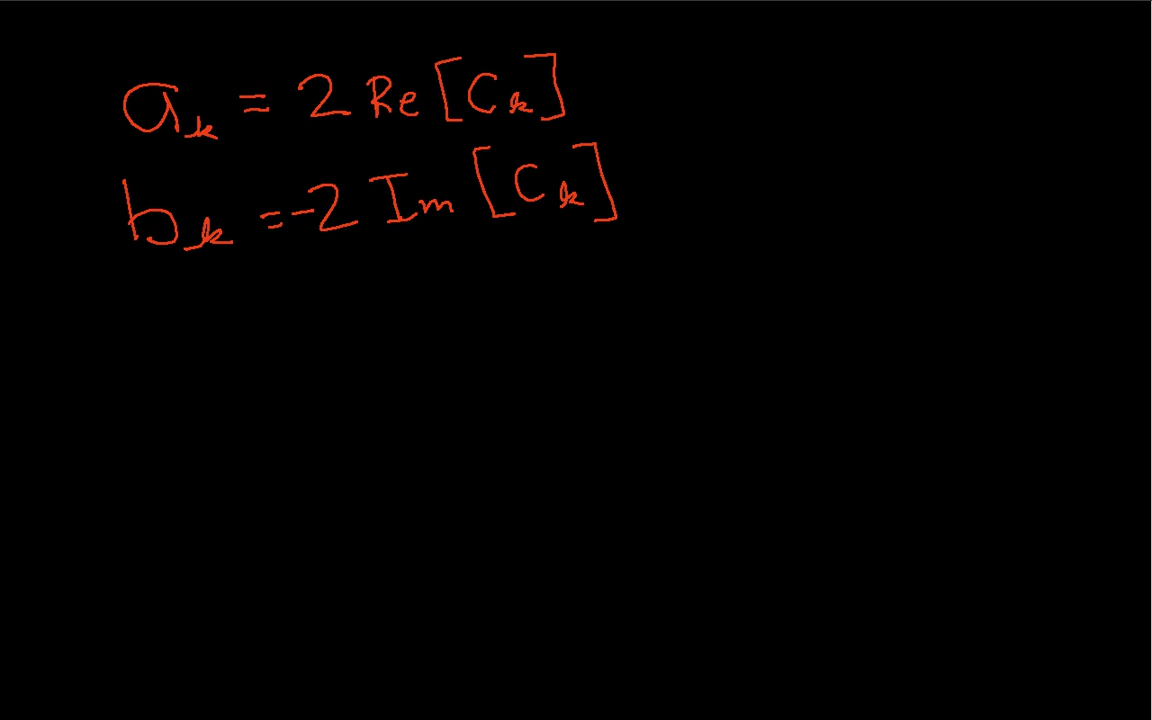 a_k = 2 Re [C_k]
b_k = -2 Im [C_k]